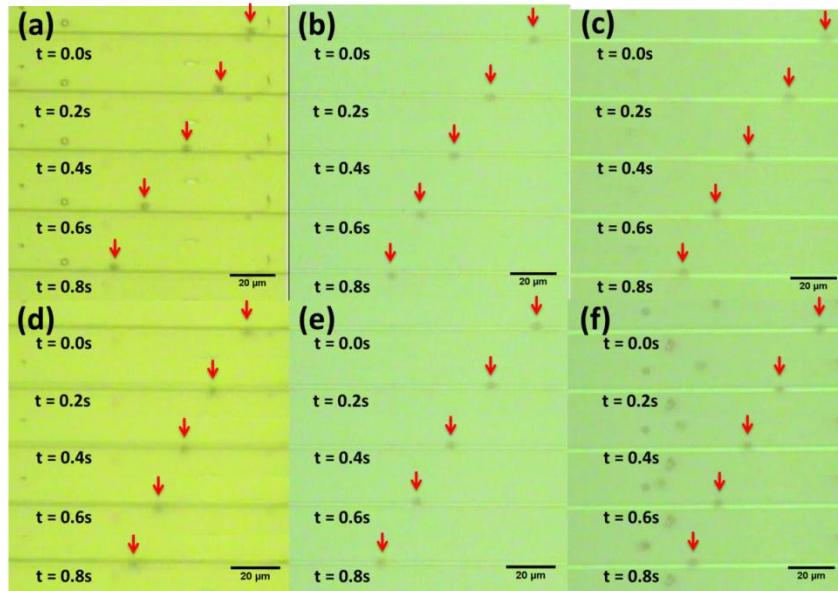 (a)
t = 0.0s
t = 0.2s
t = 0.4s
t = 0.6s
t = 0.8s
20 µm
(b)
t = 0.0s
t = 0.2s
t = 0.4s
t = 0.6s
t = 0.8s
20 µm
(c)
t = 0.0s
t = 0.2s
t = 0.4s
t = 0.6s
t = 0.8s
20 µm
(d)
t = 0.0s
t = 0.2s
t = 0.4s
t = 0.6s
t = 0.8s
20 µm
(e)
t = 0.0s
t = 0.2s
t = 0.4s
t = 0.6s
t = 0.8s
20 µm
(f)
t = 0.0s
t = 0.2s
t = 0.4s
t = 0.6s
t = 0.8s
20 µm